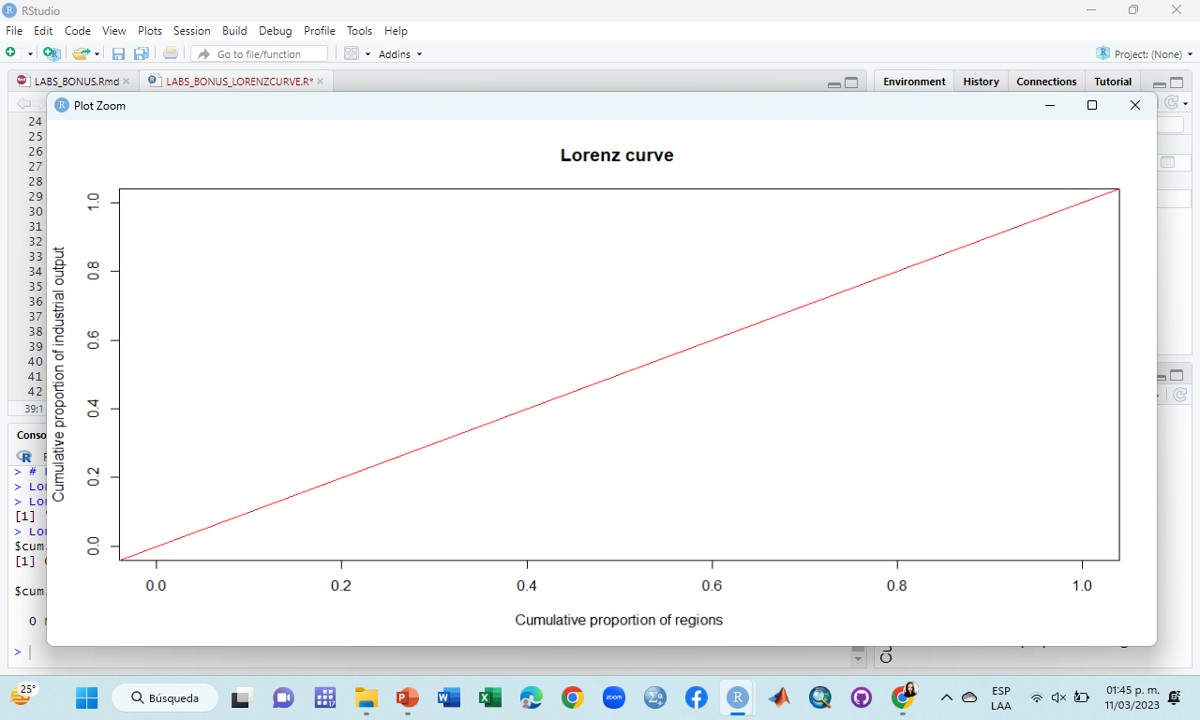 RStudio
File Edit Code View Plots Session Build Debug Profile Tools Help
Go to file/function Addins Project: (None)
LABS_BONUS.Rmd LABS_BONUS_LORENZCURVE.R* Environment History Connections Tutorial
Plot Zoom
24
25
26
27
28
29
30
31
32
33
34
35
36
37
38
39
40
41
42
39:1
Lorenz curve
Cumulative proportion of industrial output
1.0
0.8
0.6
0.4
0.2
0.0
0.0 0.2 0.4 0.6 0.8 1.0
Cumulative proportion of regions
Conso
> #
> Lo
> Lo
[1]
> Lo
$cum.
[1]
$cum.
0
>
25°
Búsqueda
17
zoom
ESP
LAA
01:45 p. m.
11/03/2023